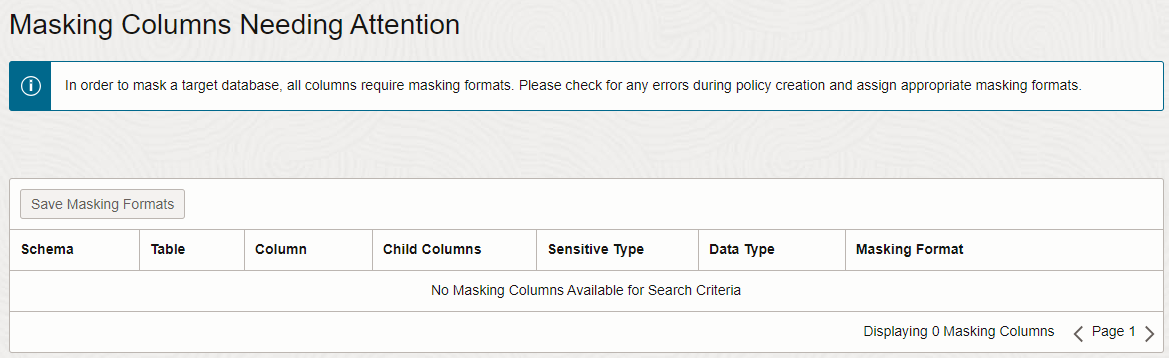 Masking Columns Needing Attention
In order to mask a target database, all columns require masking formats. Please check for any errors during policy creation and assign appropriate masking formats.
Save Masking Formats
Schema Table Column Child Columns Sensitive Type Data Type Masking Format
No Masking Columns Available for Search Criteria
Displaying 0 Masking Columns Page 1